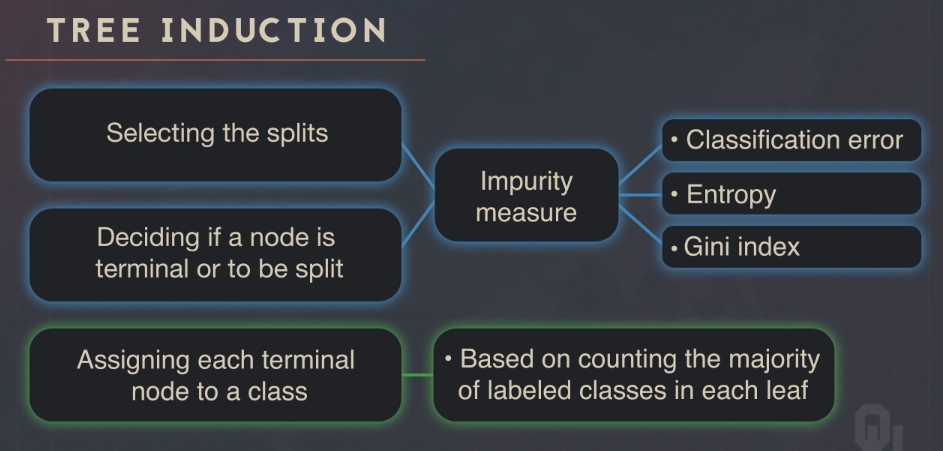 TREE INDUCTION
Selecting the splits
Deciding if a node is
terminal or to be split
Impurity
measure
• Classification error
• Entropy
• Gini index
Assigning each terminal
node to a class
• Based on counting the majority
of labeled classes in each leaf